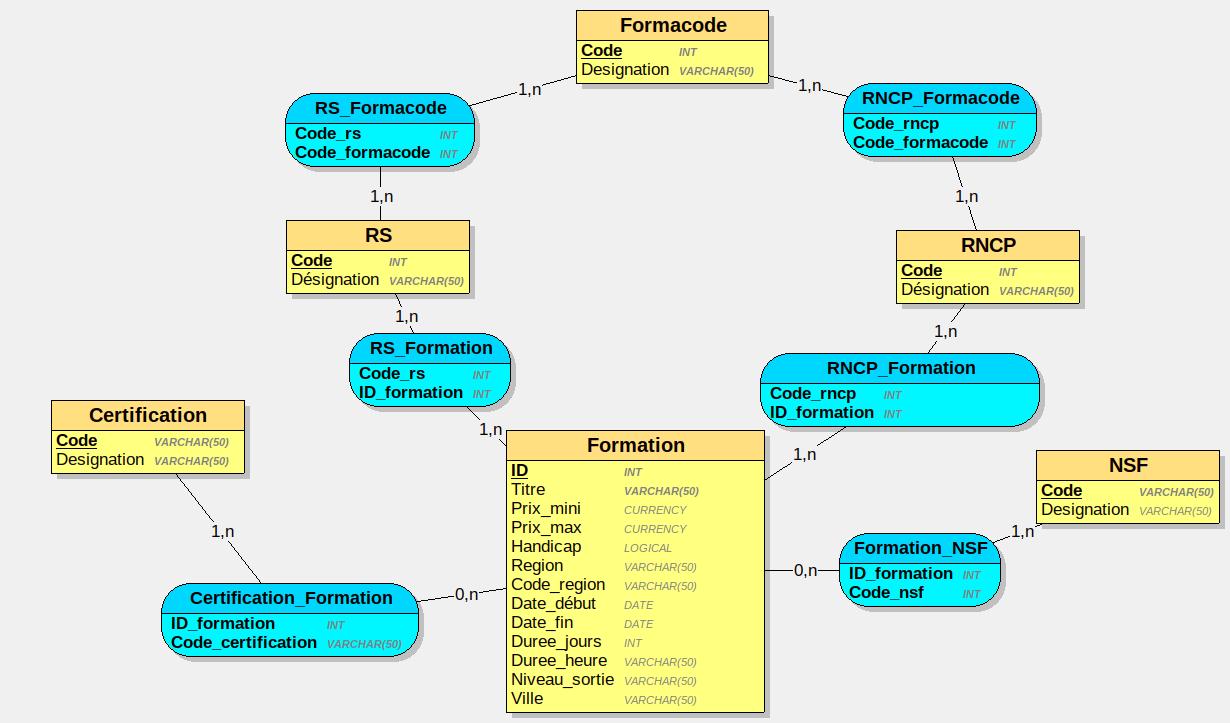 Formacode
Code INT
Designation VARCHAR(50)
1,n
1,n
RS_Formacode
Code_rs INT
Code_formacode INT
RNCP_Formacode
Code_rncp INT
Code_formacode INT
1,n
1,n
RS
Code INT
Désignation VARCHAR(50)
RNCP
Code INT
Désignation VARCHAR(50)
1,n
1,n
RS_Formation
Code_rs INT
ID_formation INT
RNCP_Formation
Code_rncp INT
ID_formation INT
Certification
Code VARCHAR(50)
Designation VARCHAR(50)
1,n
1,n
Formation
ID INT
Titre VARCHAR(50)
Prix_mini CURRENCY
Prix_max CURRENCY
Handicap LOGICAL
Region VARCHAR(50)
Code_region VARCHAR(50)
Date_début DATE
Date_fin DATE
Duree_jours INT
Duree_heure VARCHAR(50)
Niveau_sortie VARCHAR(50)
Ville VARCHAR(50)
NSF
Code VARCHAR(50)
Designation VARCHAR(50)
1,n
1,n
Formation_NSF
ID_formation INT
Code_nsf INT
0,n
0,n
Certification_Formation
ID_formation INT
Code_certification VARCHAR(50)